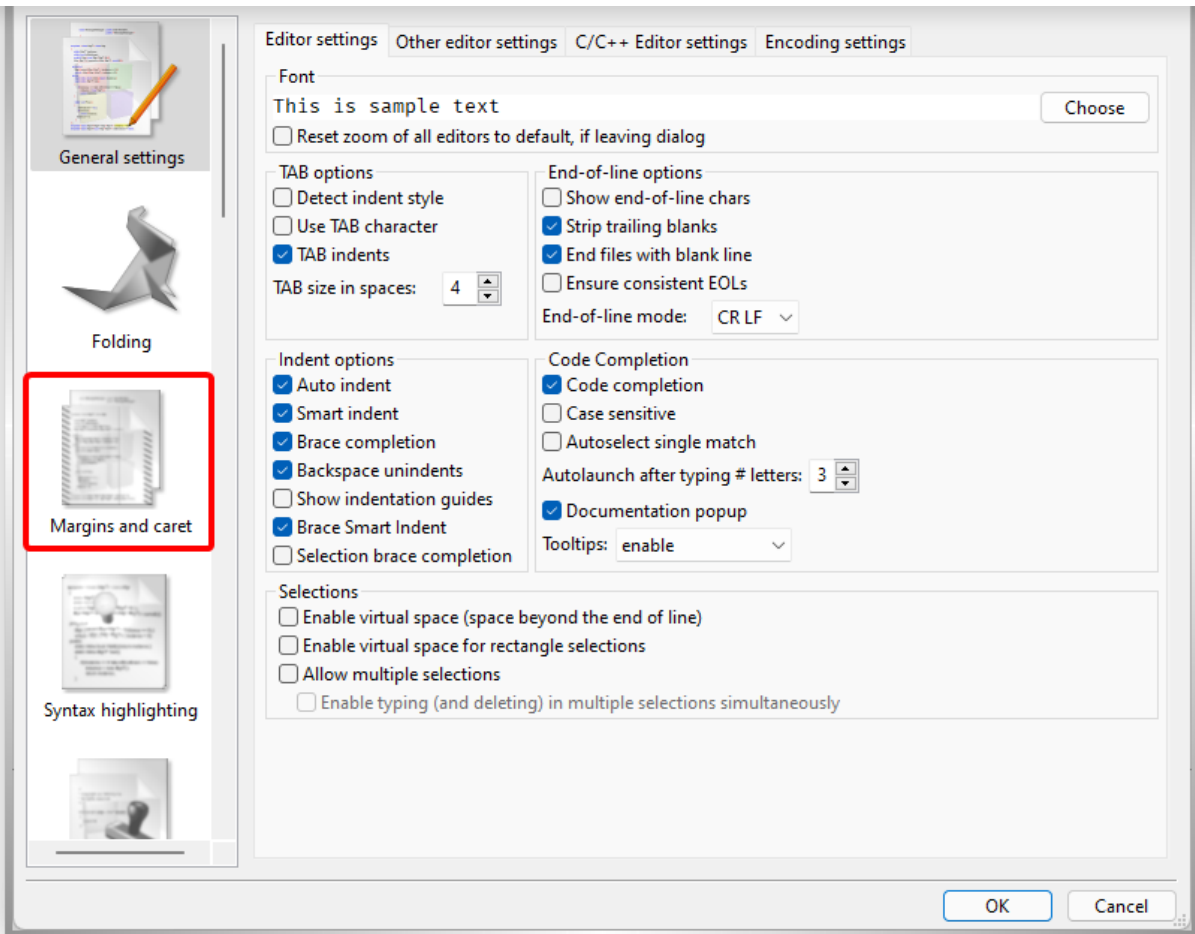 General settings
Folding
Margins and caret
Syntax highlighting
Editor settings
Other editor settings
C/C++ Editor settings
Encoding settings
Font
This is sample text
Choose
Reset zoom of all editors to default, if leaving dialog
TAB options
Detect indent style
Use TAB character
TAB indents
TAB size in spaces: 4
End-of-line options
Show end-of-line chars
Strip trailing blanks
End files with blank line
Ensure consistent EOLs
End-of-line mode: CR LF
Indent options
Auto indent
Smart indent
Brace completion
Backspace unindents
Show indentation guides
Brace Smart Indent
Selection brace completion
Code Completion
Code completion
Case sensitive
Autoselect single match
Autolaunch after typing # letters: 3
Documentation popup
Tooltips: enable
Selections
Enable virtual space (space beyond the end of line)
Enable virtual space for rectangle selections
Allow multiple selections
Enable typing (and deleting) in multiple selections simultaneously
OK
Cancel